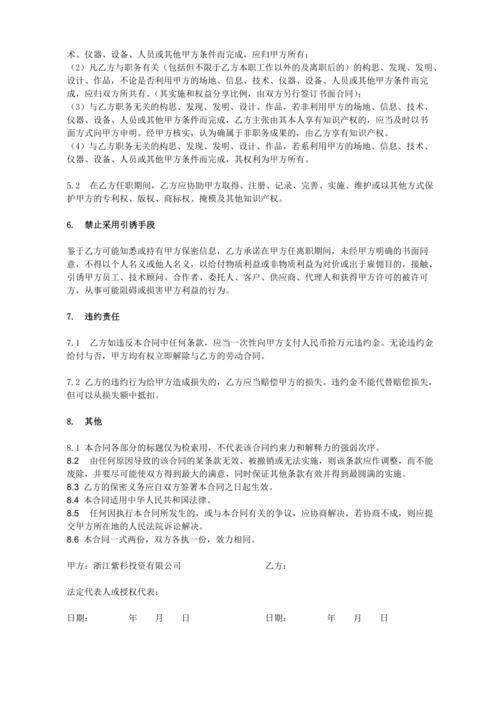 术、仪器、设备、人员或其他甲方条件而完成，应归甲方所有；
（2）凡乙方与职务有关(包括但不限于乙方本职工作以外的及离职后的）的构思、发现、发明、
设计、作品，不论是否利用甲方的场地、信息、技术、仪器、设备、人员或其他甲方条件而完
成，应归双方所共有。（其实施和权益分享比例，由双方另行签订书面合同）；
（3）与乙方职务无关的构思、发现、发明、设计、作品，若非利用甲方的场地、信息、技术、
仪器、设备、人员或其他甲方条件而完成，乙方主张由其本人享有知识产权的，应当及时以书
面方式向甲方申明。经甲方核实，认为确属于非职务成果的，由乙方享有知识产权。
（4）与乙方职务无关的构思、发现、发明、设计、作品，若系利用甲方的场地、信息、技术、
仪器、设备、人员或其他甲方条件而完成，其权利为甲方所有。
5.2 在乙方任职期间，乙方应协助甲方取得、注册、记录、完善、实施、维护或以其他方式保
护甲方的专利权、版权、商标权、掩模及其他知识产权。
6. 禁止采用引诱手段
鉴于乙方可能知悉或持有甲方保密信息，乙方承诺在甲方任离职期间，未经甲方明确的书面同
意，不得以个人名义或他人名义，以给付物质利益或非物质利益为对价或出于雇佣目的，接触、
引诱甲方员工、技术顾问、合作者、委托人、客户、供应商、代理人和获得甲方许可的被许可
方，从事可能阻碍或损害甲方利益的行为。
7. 违约责任
7.1 乙方如违反本合同中任何条款，应当一次性向甲方支付人民币拾万元违约金。无论违约金
给付与否，甲方均有权立即解除与乙方的劳动合同。
7.2 乙方的违约行为给甲方造成损失的，乙方应当赔偿甲方的损失。违约金不能代替赔偿损失，
但可以从损失额中抵扣。
8. 其他
8.1 本合同各部分的标题仅为检索用，不代表该合同约束力和解释力的强弱次序。
8.2 由任何原因导致的该合同的某条款无效、被撤销或无法实施，则该条款应作调整，而不能
废除，并要尽可能使双方得到最大的满意，同时保证其他条款有效并得到最圆满的实施。
8.3 乙方的保密义务应自双方签署本合同之日起生效。
8.4 本合同适用中华人民共和国法律。
8.5 任何因执行本合同所发生的，或与本合同有关的争议，应协商解决，若协商不成，则应提
交甲方所在地的人民法院诉讼解决。
8.6 本合同一式两份，双方各执一份，效力相同。
甲方：浙江紫杉投资有限公司 乙方：
法定代表人或授权代表：
日期： 年 月 日 日期： 年 月 日